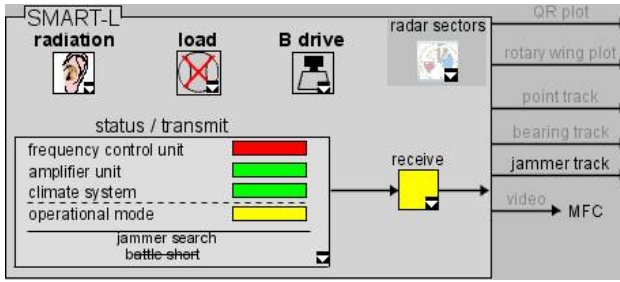 SMART-L
radiation
load
B drive
radar sectors
status / transmit
frequency control unit
amplifier unit
climate system
operational mode
jammer search
battle short
receive
QR plot
rotary wing plot
point track
bearing track
jammer track
video
MFC